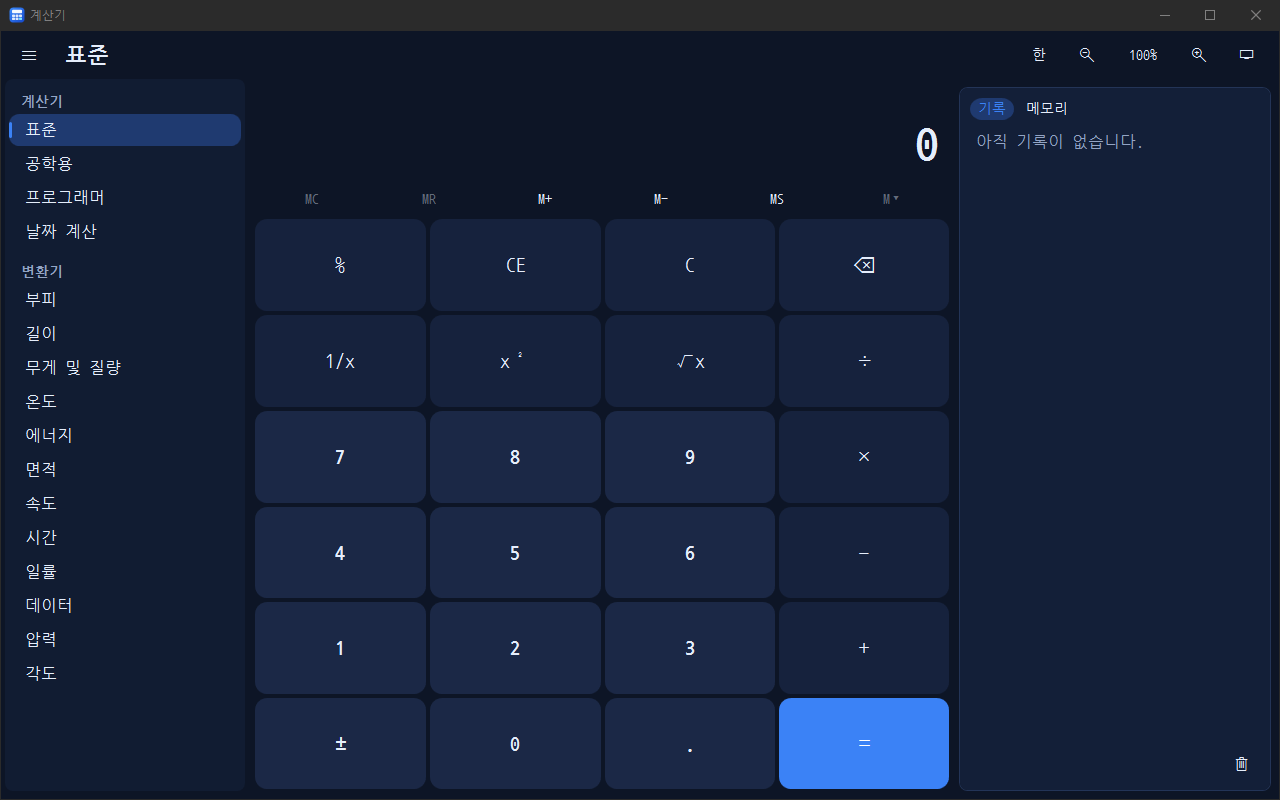 계산기
표준
한
100%
계산기
표준
공학용
프로그래머
날짜 계산
변환기
부피
길이
무게 및 질량
온도
에너지
면적
속도
시간
일률
데이터
압력
각도
0
MC MR M+ M− MS M▾
% CE C
1/x x² √x ÷
7 8 9 ×
4 5 6 −
1 2 3 +
± 0 . =
기록 메모리
아직 기록이 없습니다.